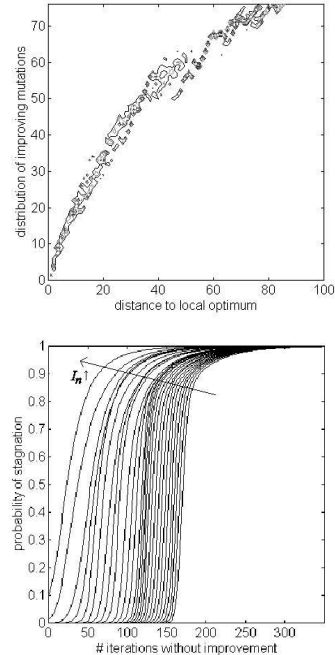 70
60
50
40
30
20
10
0
distribution of improving mutations
0 20 40 60 80 100
distance to local optimum
1
0.9
0.8
0.7
0.6
0.5
0.4
0.3
0.2
0.1
0
probability of stagnation
In↑
0 50 100 150 200 250 300
# iterations without improvement